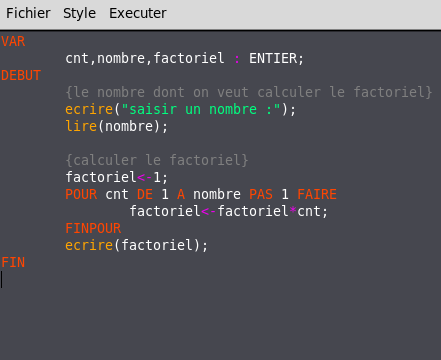 Fichier Style Executer
VAR
cnt,nombre,factoriel : ENTIER;
DEBUT
{le nombre dont on veut calculer le factoriel}
ecrire("saisir un nombre :");
lire(nombre);
{calculer le factoriel}
factoriel<-1;
POUR cnt DE 1 A nombre PAS 1 FAIRE
factoriel<-factoriel*cnt;
FINPOUR
ecrire(factoriel);
FIN